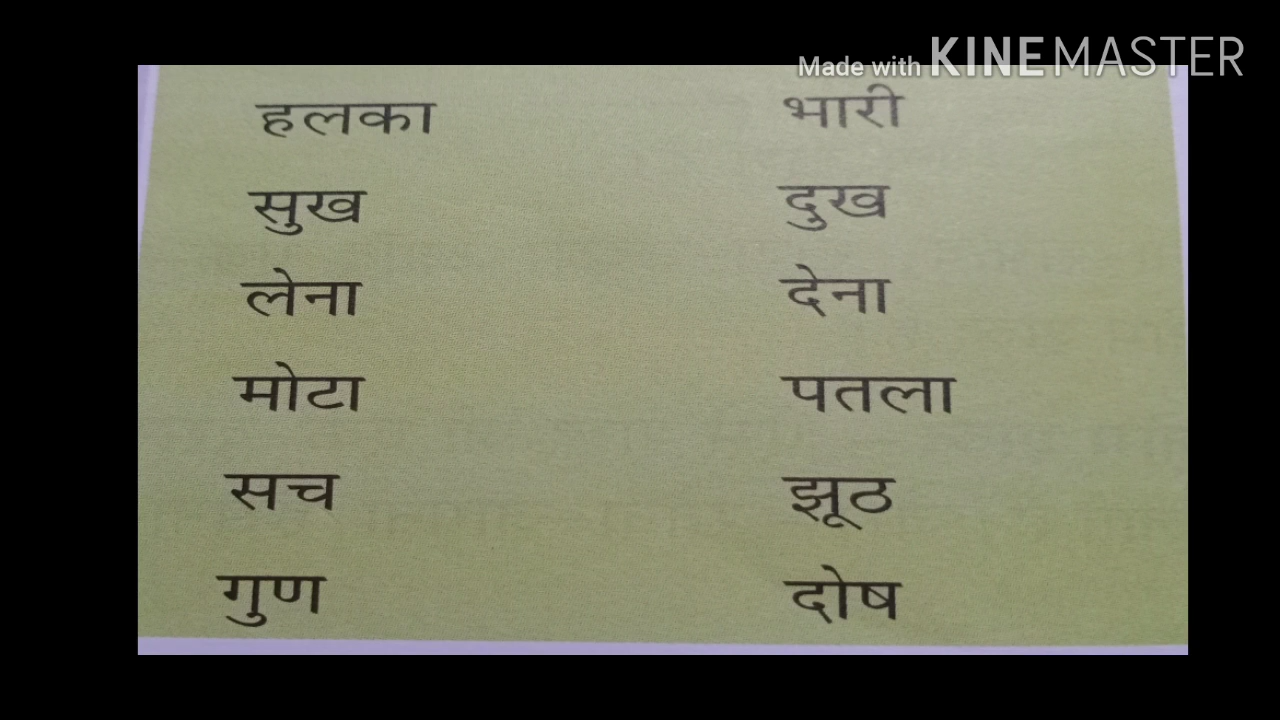 Made with KINEMASTER
हलका भारी
सुख दुख
लेना देना
मोटा पतला
सच झूठ
गुण दोष